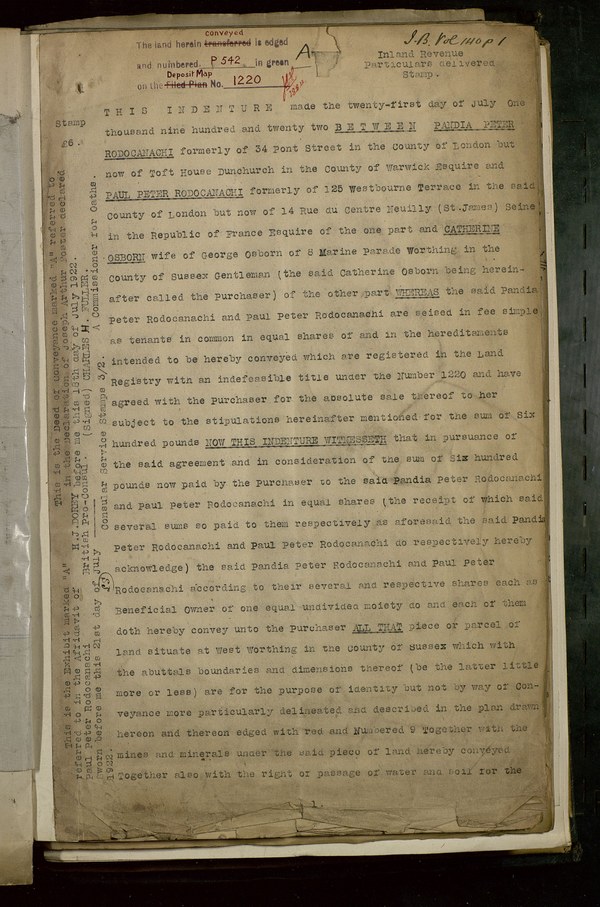 conveyed
The land herein transferred is edged
and numbered P 542 in green
Deposit Map
on the Filed Plan No. 1220
A
I.B. Vol 1110 p 1
Inland Revenue
Particulars delivered
Stamp.
Stamp
£6.
THIS INDENTURE made the twenty-first day of July One
thousand nine hundred and twenty two BETWEEN PANDIA PETER
RODOCANACHI formerly of 34 Pont Street in the County of London but
now of Toft House Dunchurch in the County of Warwick Esquire and
PAUL PETER RODOCANACHI formerly of 125 Westbourne Terrace in the said
County of London but now of 14 Rue du Centre Neuilly (St.James) Seine
in the Republic of France Esquire of the one part and CATHERINE
OSBORN wife of George Osborn of 8 Marine Parade Worthing in the
County of Sussex Gentleman (the said Catherine Osborn being herein-
after called the Purchaser) of the other part WHEREAS the said Pandia
Peter Rodocanachi and Paul Peter Rodocanachi are seised in fee simple
as tenants in common in equal shares of and in the hereditaments
intended to be hereby conveyed which are registered in the Land
Registry with an indefeasible title under the Number 1220 and have
agreed with the Purchaser for the absolute sale thereof to her
subject to the stipulations hereinafter mentioned for the sum of Six
hundred pounds NOW THIS INDENTURE WITNESSETH that in pursuance of
the said agreement and in consideration of the sum of Six hundred
pounds now paid by the Purchaser to the said Pandia Peter Rodocanachi
and Paul Peter Rodocanachi in equal shares (the receipt of which said
several sums so paid to them respectively as aforesaid the said Pandia
Peter Rodocanachi and Paul Peter Rodocanachi do respectively hereby
acknowledge) the said Pandia Peter Rodocanachi and Paul Peter
Rodocanachi according to their several and respective shares each as
Beneficial Owner of one equal undivided moiety do and each of them
doth hereby convey unto the Purchaser ALL THAT piece or parcel of
land situate at West Worthing in the County of Sussex which with
the abuttals boundaries and dimensions thereof (be the latter little
more or less) are for the purpose of identity but not by way of Con-
veyance more particularly delineated and described in the plan drawn
hereon and thereon edged with red and Numbered 9 Together with the
mines and minerals under the said piece of land hereby conveyed
Together also with the right of passage of water and soil for the
1.
This is the Deed of Conveyance marked "A" referred to
in the Declaration of Joseph Arthur Foster declared
before me this 18th day of July 1922.
(Signed) CHARLES H. FULLER.
A Commissioner for Oaths.
This is the Exhibit marked "A"
referred to in the Affidavit of
Paul Peter Rodocanachi
sworn before me this 21st day of July
1922.
British Pro-Consul.
Consular Service Stamps 3/2.